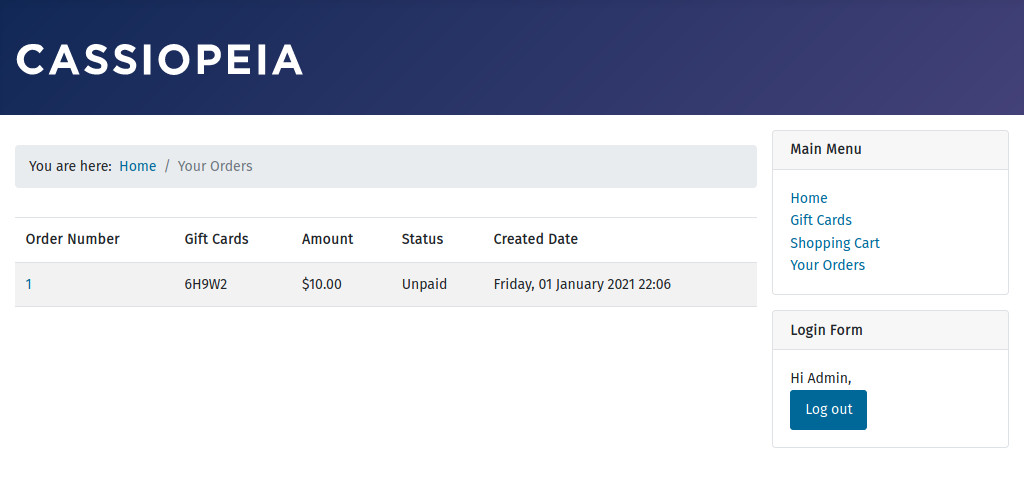 CASSIOPEIA
You are here: Home / Your Orders
Order Number Gift Cards Amount Status Created Date
1 6H9W2 $10.00 Unpaid Friday, 01 January 2021 22:06
Main Menu
Home
Gift Cards
Shopping Cart
Your Orders
Login Form
Hi Admin,
Log out